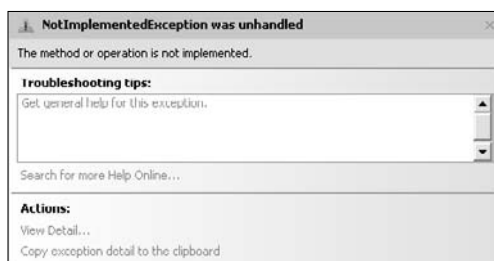 NotImplementedException was unhandled
The method or operation is not implemented.
Troubleshooting tips:
Get general help for this exception.
Search for more Help Online...
Actions:
View Detail...
Copy exception detail to the clipboard